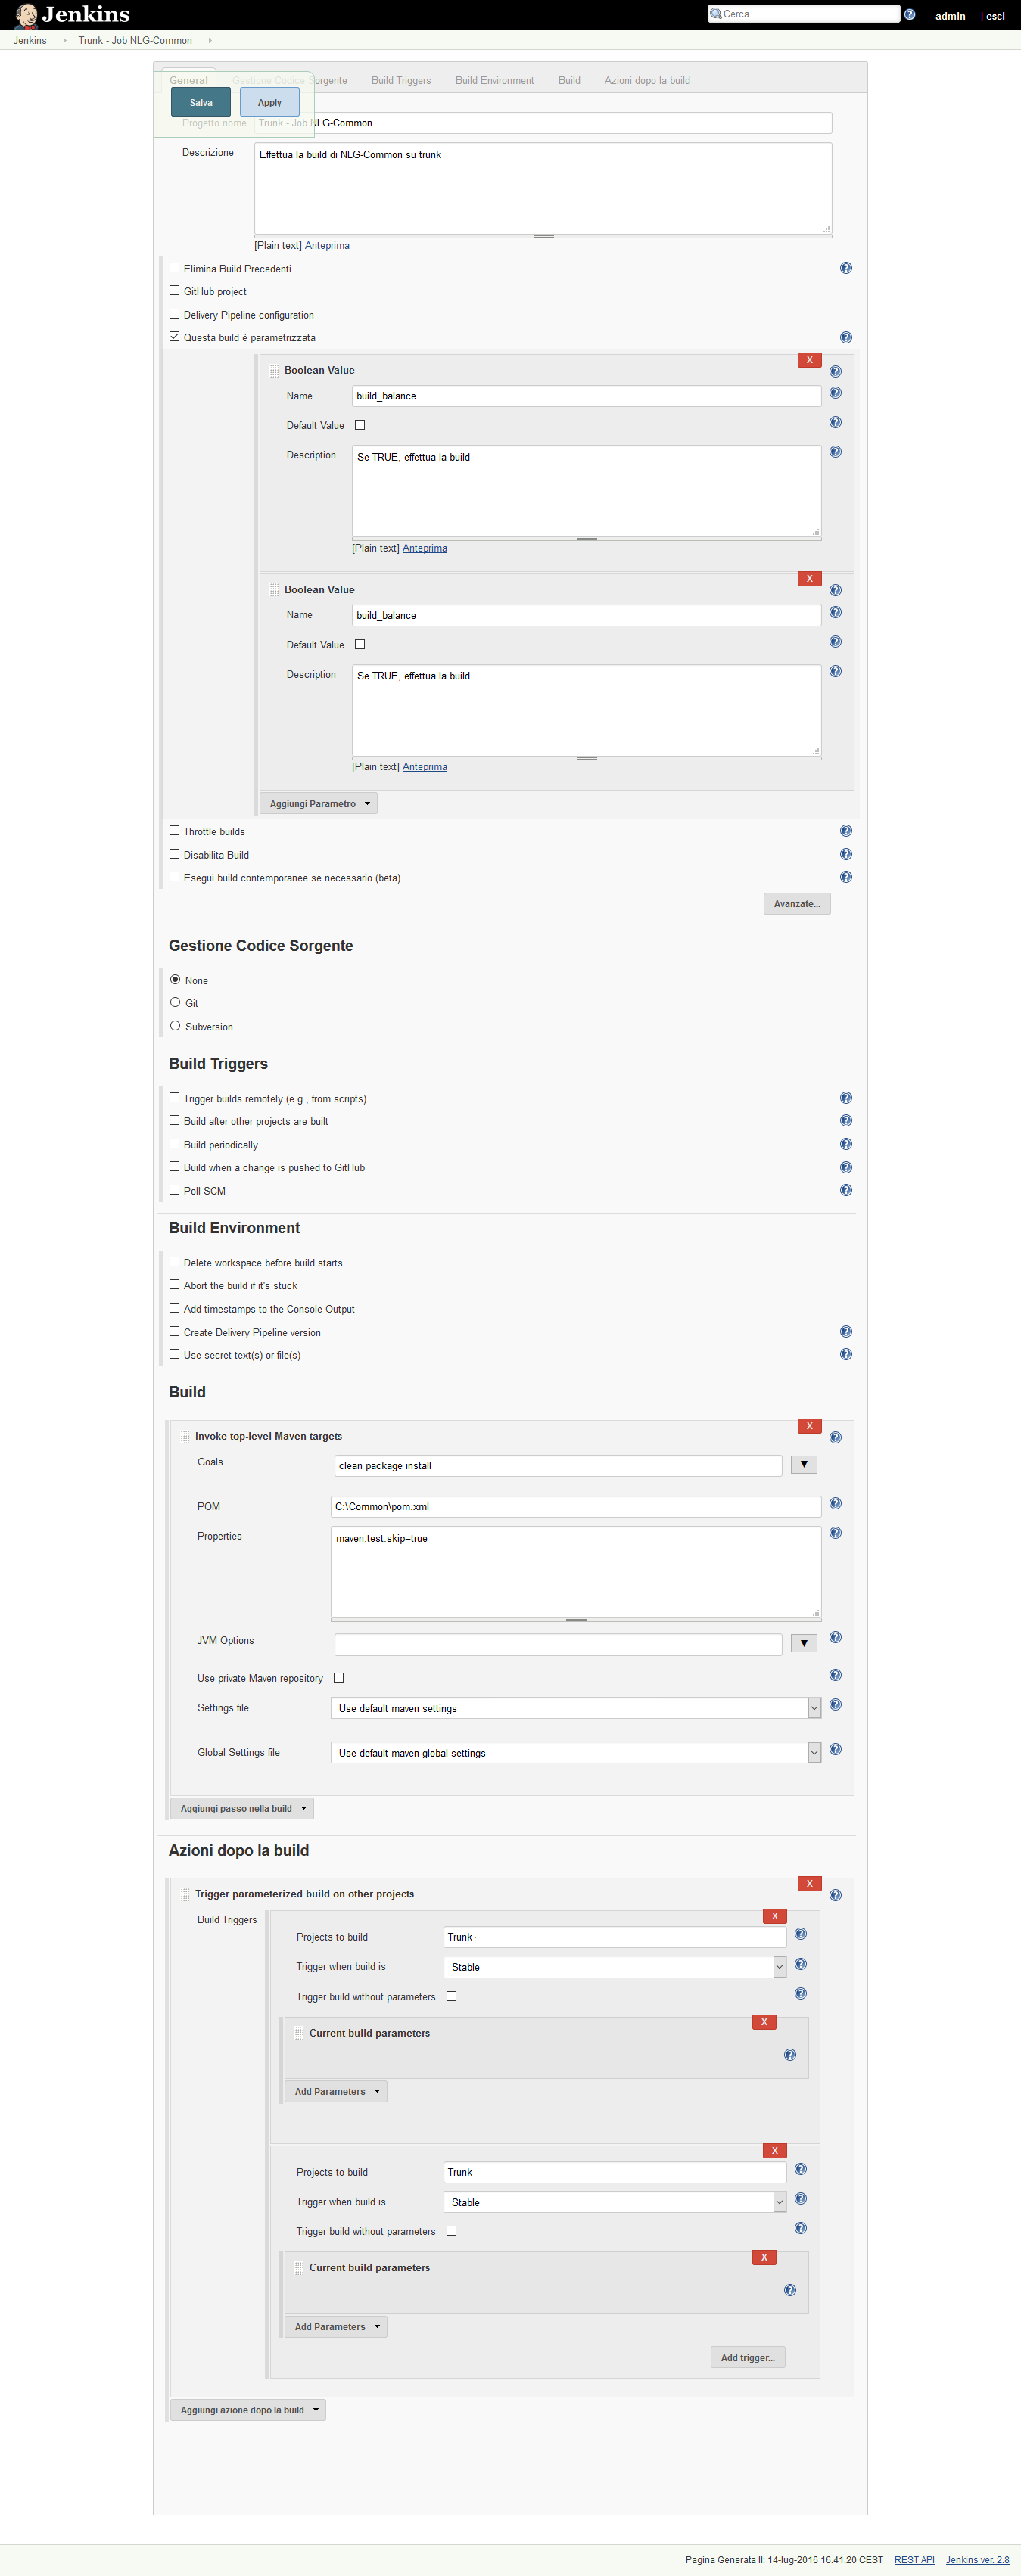 Jenkins
Cerca
admin
| esci
Jenkins
Trunk - Job NLG-Common
General
Gestione Codice Sorgente
Build Triggers
Build Environment
Build
Azioni dopo la build
Salva
Apply
Progetto nome
Trunk - Job NLG-Common
Descrizione
Effettua la build di NLG-Common su trunk
[Plain text] Anteprima
Elimina Build Precedenti
GitHub project
Delivery Pipeline configuration
Questa build è parametrizzata
X
Boolean Value
Name
build_balance
Default Value
Description
Se TRUE, effettua la build
[Plain text] Anteprima
X
Boolean Value
Name
build_balance
Default Value
Description
Se TRUE, effettua la build
[Plain text] Anteprima
Aggiungi Parametro
Throttle builds
Disabilita Build
Esegui build contemporanee se necessario (beta)
Avanzate...
Gestione Codice Sorgente
None
Git
Subversion
Build Triggers
Trigger builds remotely (e.g., from scripts)
Build after other projects are built
Build periodically
Build when a change is pushed to GitHub
Poll SCM
Build Environment
Delete workspace before build starts
Abort the build if it's stuck
Add timestamps to the Console Output
Create Delivery Pipeline version
Use secret text(s) or file(s)
Build
X
Invoke top-level Maven targets
Goals
clean package install
POM
C:\Common\pom.xml
Properties
maven.test.skip=true
JVM Options
Use private Maven repository
Settings file
Use default maven settings
Global Settings file
Use default maven global settings
Aggiungi passo nella build
Azioni dopo la build
X
Trigger parameterized build on other projects
Build Triggers
X
Projects to build
Trunk
Trigger when build is
Stable
Trigger build without parameters
X
Current build parameters
Add Parameters
X
Projects to build
Trunk
Trigger when build is
Stable
Trigger build without parameters
X
Current build parameters
Add Parameters
Add trigger...
Aggiungi azione dopo la build
Pagina Generata Il: 14-lug-2016 16.41.20 CEST
REST API
Jenkins ver. 2.8